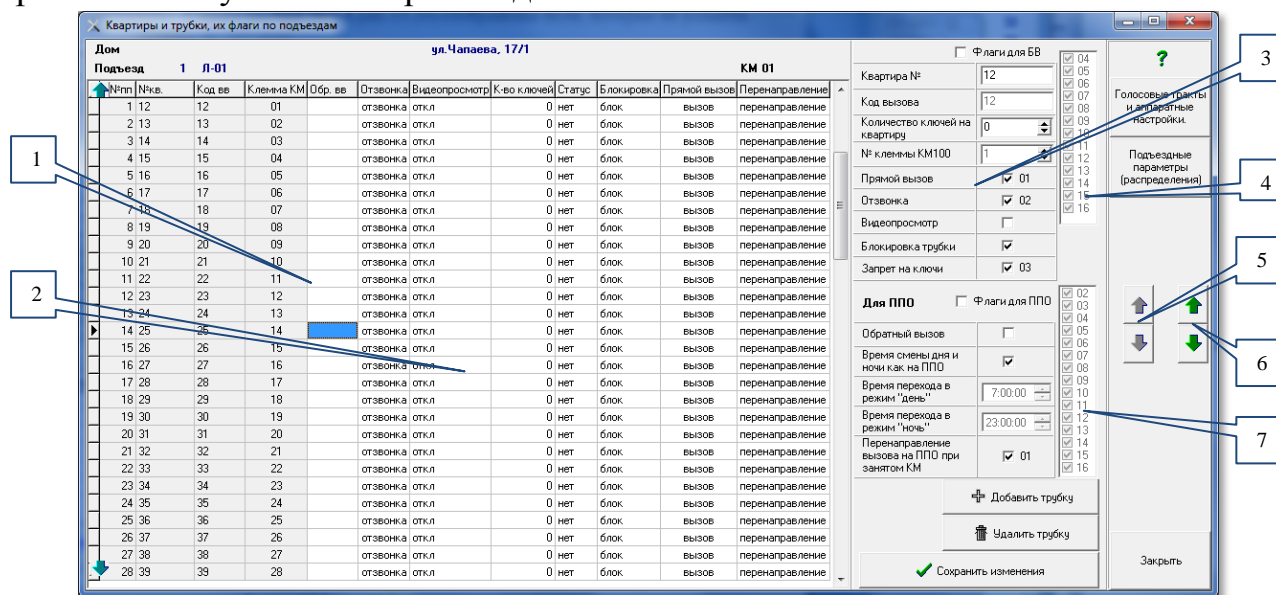 Квартиры и трубки, их флаги по подъездам
Дом ул.Чапаева, 17/1
Подъезд 1 Л-01 КМ 01
№пп №кв. Код вв Клемма КМ Обр. вв Отзвонка Видеопросмотр К-во ключей Статус Блокировка Прямой вызов Перенаправление
1 12 12 01 отзвонка откл 0 нет блок вызов перенаправление
2 13 13 02 отзвонка откл 0 нет блок вызов перенаправление
3 14 14 03 отзвонка откл 0 нет блок вызов перенаправление
4 15 15 04 отзвонка откл 0 нет блок вызов перенаправление
5 16 16 05 отзвонка откл 0 нет блок вызов перенаправление
6 17 17 06 отзвонка откл 0 нет блок вызов перенаправление
7 18 18 07 отзвонка откл 0 нет блок вызов перенаправление
8 19 19 08 отзвонка откл 0 нет блок вызов перенаправление
9 20 20 09 отзвонка откл 0 нет блок вызов перенаправление
10 21 21 10 отзвонка откл 0 нет блок вызов перенаправление
11 22 22 11 отзвонка откл 0 нет блок вызов перенаправление
12 23 23 12 отзвонка откл 0 нет блок вызов перенаправление
13 24 24 13 отзвонка откл 0 нет блок вызов перенаправление
14 25 25 14 отзвонка откл 0 нет блок вызов перенаправление
15 26 26 15 отзвонка откл 0 нет блок вызов перенаправление
16 27 27 16 отзвонка откл 0 нет блок вызов перенаправление
17 28 28 17 отзвонка откл 0 нет блок вызов перенаправление
18 29 29 18 отзвонка откл 0 нет блок вызов перенаправление
19 30 30 19 отзвонка откл 0 нет блок вызов перенаправление
20 31 31 20 отзвонка откл 0 нет блок вызов перенаправление
21 32 32 21 отзвонка откл 0 нет блок вызов перенаправление
22 33 33 22 отзвонка откл 0 нет блок вызов перенаправление
23 34 34 23 отзвонка откл 0 нет блок вызов перенаправление
24 35 35 24 отзвонка откл 0 нет блок вызов перенаправление
25 36 36 25 отзвонка откл 0 нет блок вызов перенаправление
26 37 37 26 отзвонка откл 0 нет блок вызов перенаправление
27 38 38 27 отзвонка откл 0 нет блок вызов перенаправление
28 39 39 28 отзвонка откл 0 нет блок вызов перенаправление
Флаги для БВ
Квартира № 12
Код вызова 12
Количество ключей на
квартиру 0
№ клеммы КМ100 1
Прямой вызов 01
Отзвонка 02
Видеопросмотр
Блокировка трубки
Запрет на ключи 03
04
05
06
07
08
09
10
11
12
13
14
15
16
Для ППО Флаги для ППО
Обратный вызов
Время смены дня и
ночи как на ППО
Время перехода в
режим "день" 7:00:00
Время перехода в
режим "ночь" 23:00:00
Перенаправление
вызова на ППО при 01
занятом КМ
02
03
04
05
06
07
08
09
10
11
12
13
14
15
16
Добавить трубку
Удалить трубку
Сохранить изменения
?
Голосовые тракты
и аппаратные
настройки.
Подъездные
параметры
(распределения)
Закрыть
1
2
3
4
5
6
7